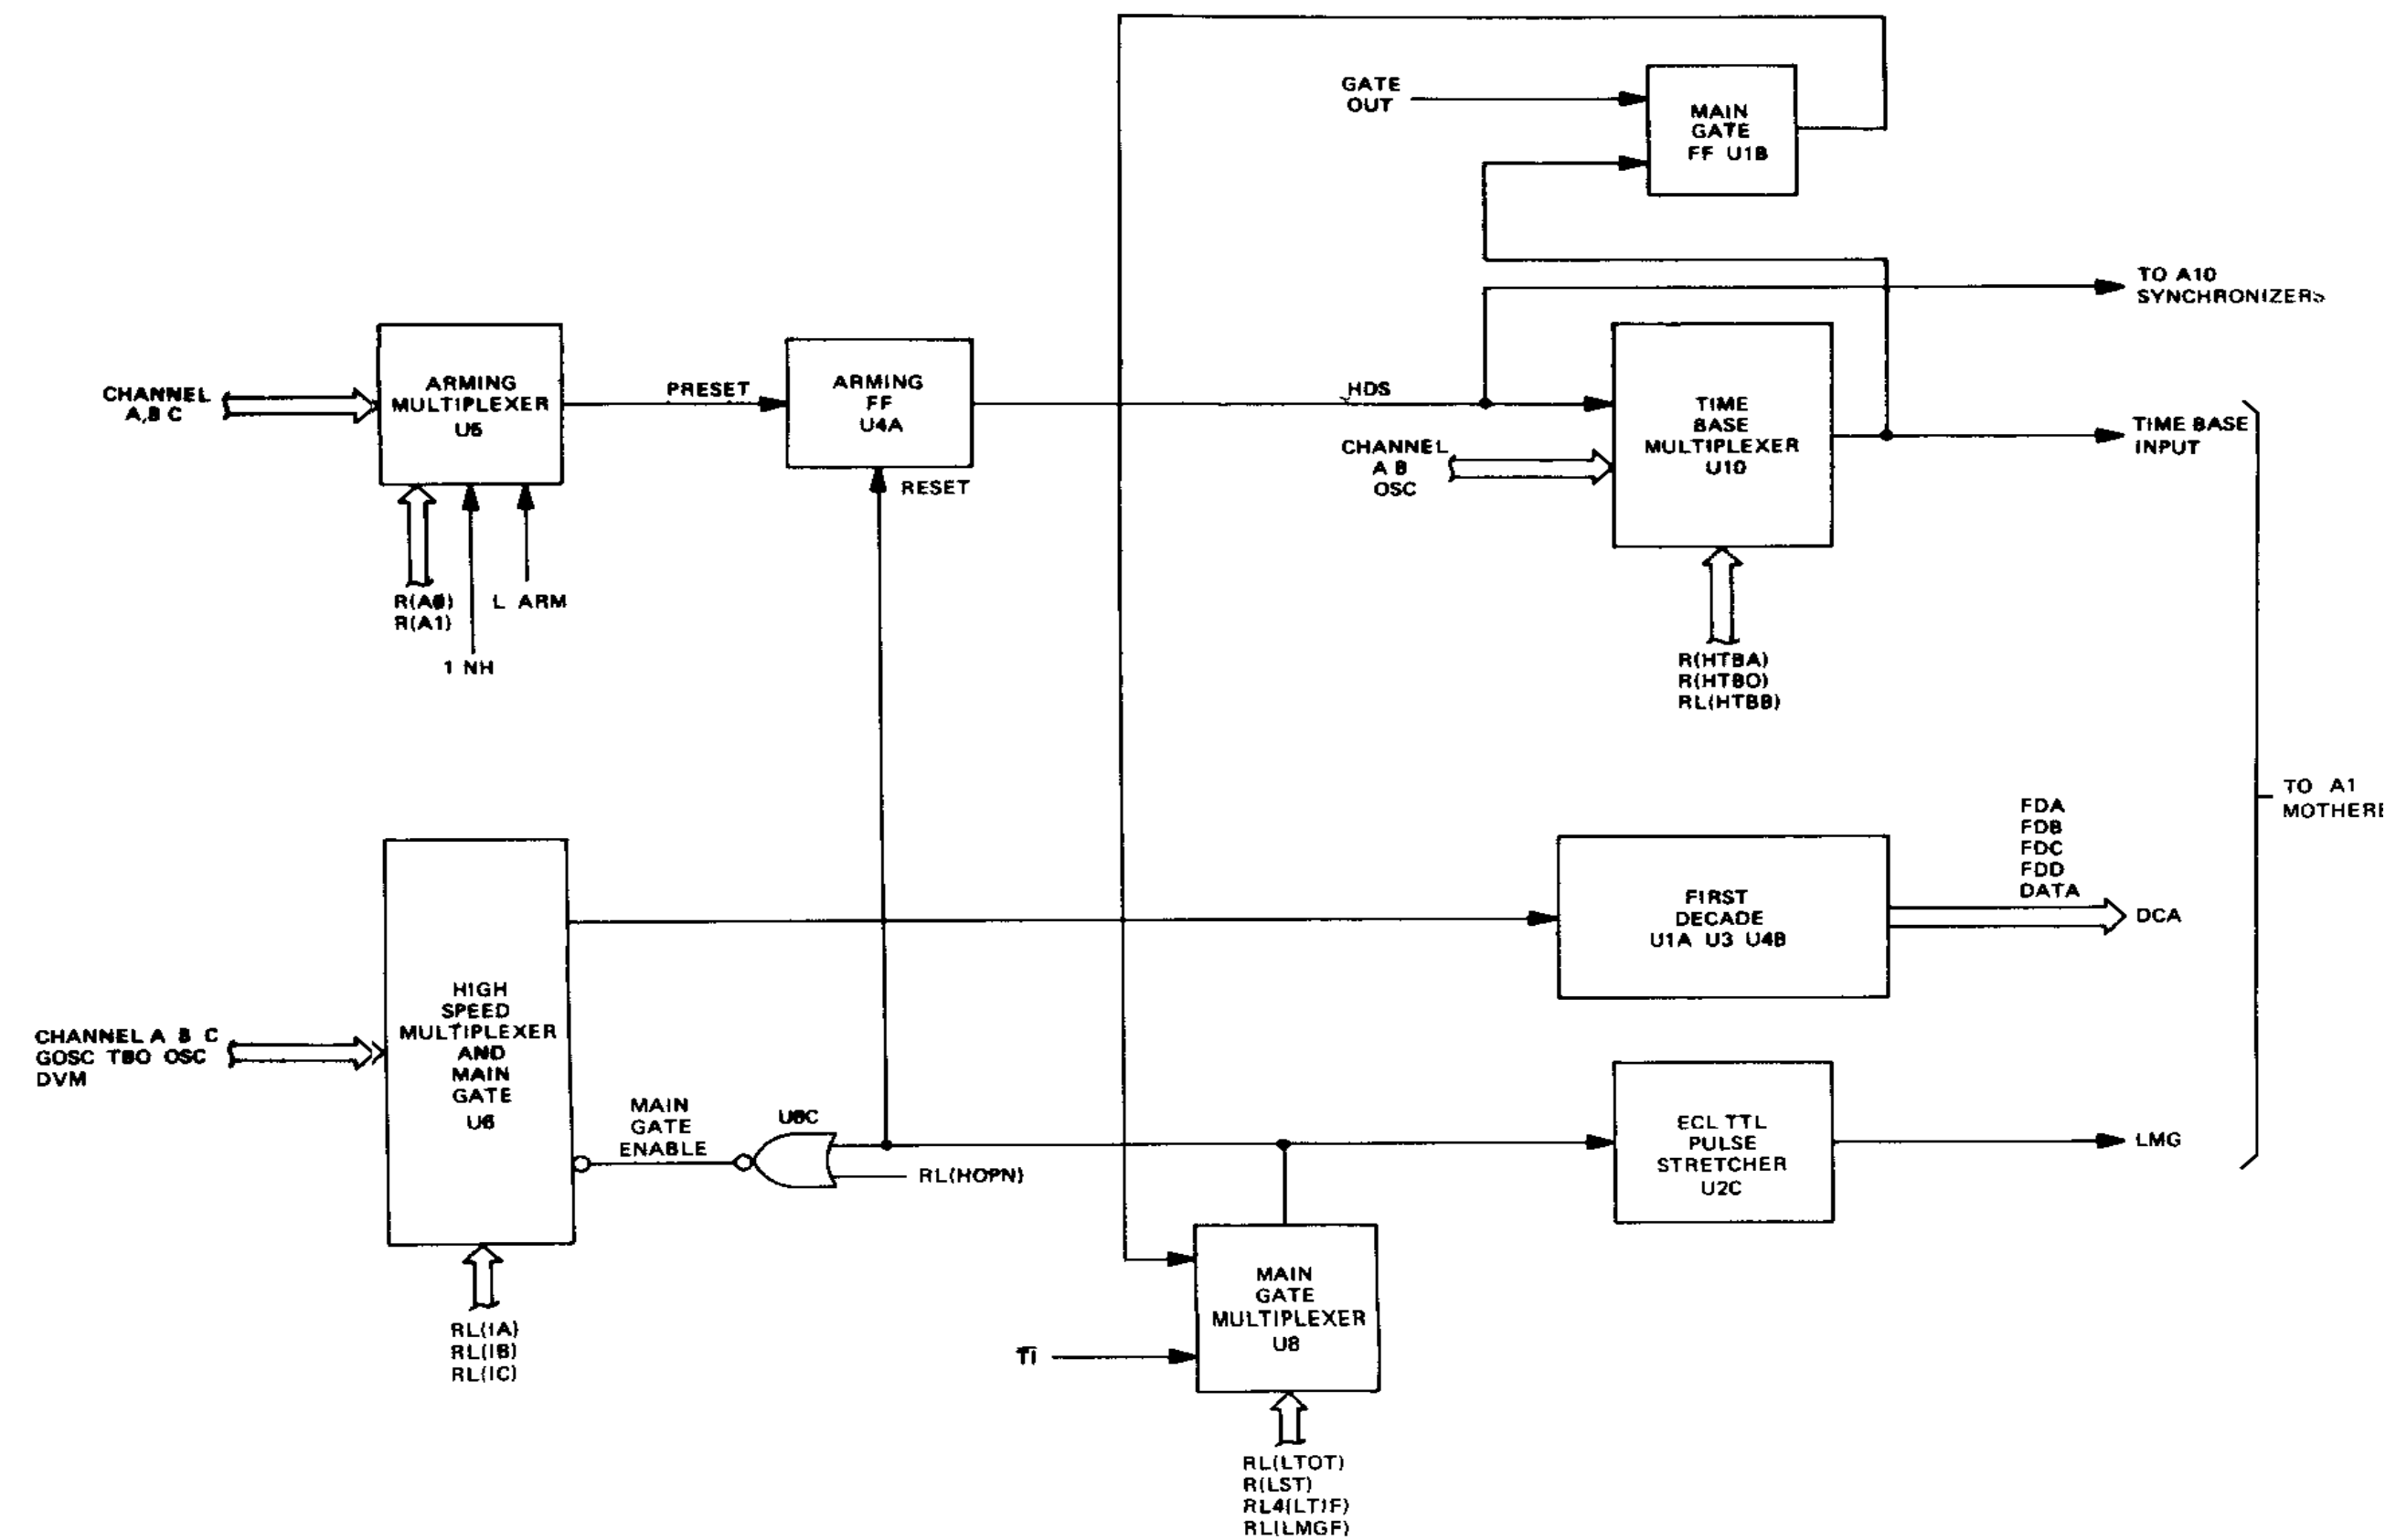 GATE
OUT
MAIN
GATE
FF U1B
TO A10
SYNCHRONIZERS
CHANNEL
A,B C
ARMING
MULTIPLEXER
U5
PRESET
ARMING
FF
U4A
RESET
HDS
CHANNEL
A B
OSC
TIME
BASE
MULTIPLEXER
U10
TIME BASE
INPUT
R(A0)
R(A1)
L ARM
1 NH
R(HTBA)
R(HTBO)
RL(HTBB)
TO A1
MOTHERB
FDA
FDB
FDC
FDD
DATA
DCA
FIRST
DECADE
U1A U3 U4B
HIGH
SPEED
MULTIPLEXER
AND
MAIN
GATE
U6
CHANNEL A B C
GOSC TBO OSC
DVM
MAIN
GATE
ENABLE
U8C
RL(HOPN)
ECL TTL
PULSE
STRETCHER
U2C
LMG
MAIN
GATE
MULTIPLEXER
U8
TI
RL(IA)
RL(IB)
RL(IC)
RL(LTOT)
R(LST)
RL4(LTIF)
RL(LMGF)